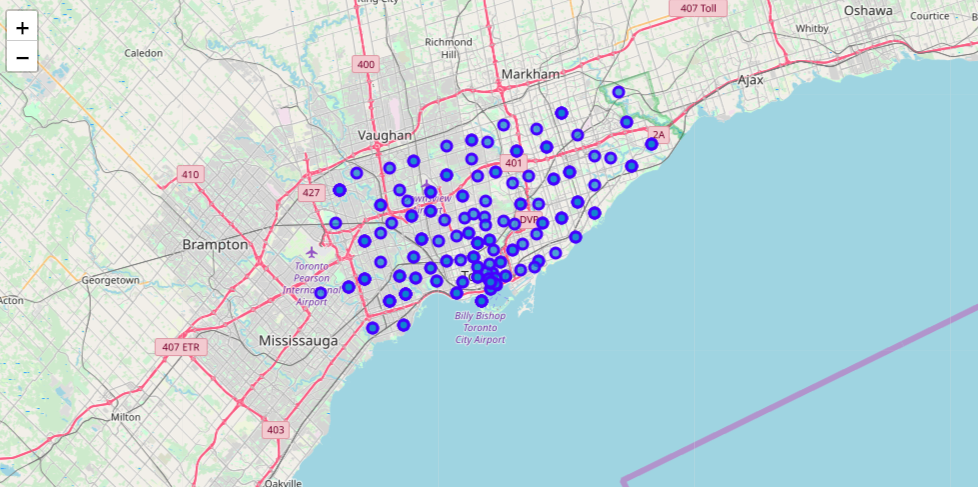 King City
407 Toll
Oshawa
Courtice
Whitby
+
−
Richmond
Hill
Caledon
400
Markham
Ajax
Vaughan
2A
401
410
427
DVP
Brampton
Toronto
Pearson
International
Airport
Georgetown
Acton
To
Billy Bishop
Toronto
City Airport
Mississauga
407 ETR
Milton
403
Oakville